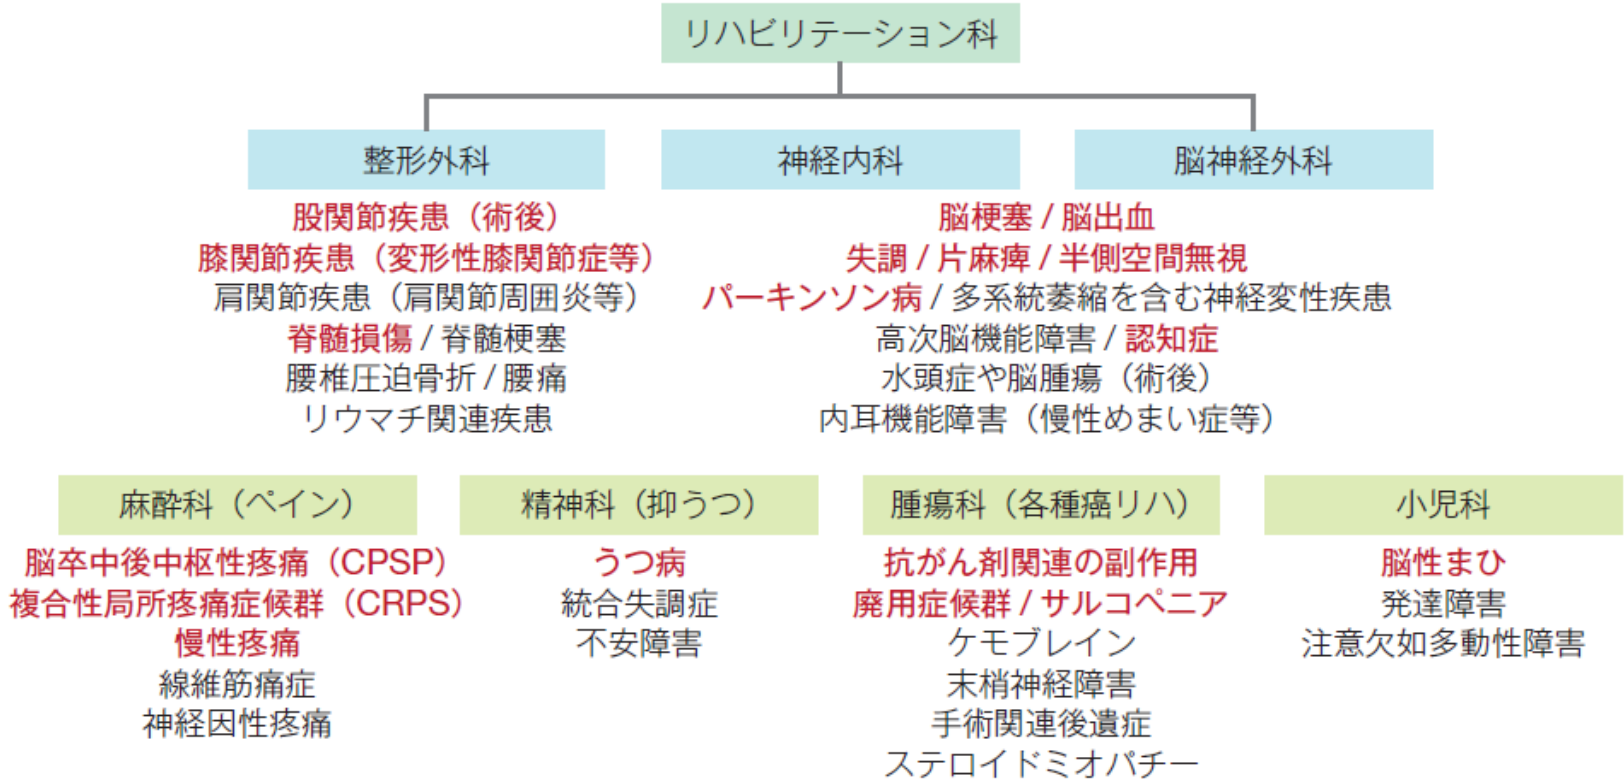 リハビリテーション科
整形外科
神経内科
脳神経外科
股関節疾患（術後）
膝関節疾患（変形性膝関節症等）
肩関節疾患（肩関節周囲炎等）
脊髄損傷 / 脊髄梗塞
腰椎圧迫骨折 / 腰痛
リウマチ関連疾患
脳梗塞 / 脳出血
失調 / 片麻痺 / 半側空間無視
パーキンソン病 / 多系統萎縮を含む神経変性疾患
高次脳機能障害 / 認知症
水頭症や脳腫瘍（術後）
内耳機能障害（慢性めまい症等）
麻酔科（ペイン）
脳卒中後中枢性疼痛（CPSP）
複合性局所疼痛症候群（CRPS）
慢性疼痛
線維筋痛症
神経因性疼痛
精神科（抑うつ）
うつ病
統合失調症
不安障害
腫瘍科（各種癌リハ）
抗がん剤関連の副作用
廃用症候群 / サルコペニア
ケモブレイン
末梢神経障害
手術関連後遺症
ステロイドミオパチー
小児科
脳性まひ
発達障害
注意欠如多動性障害